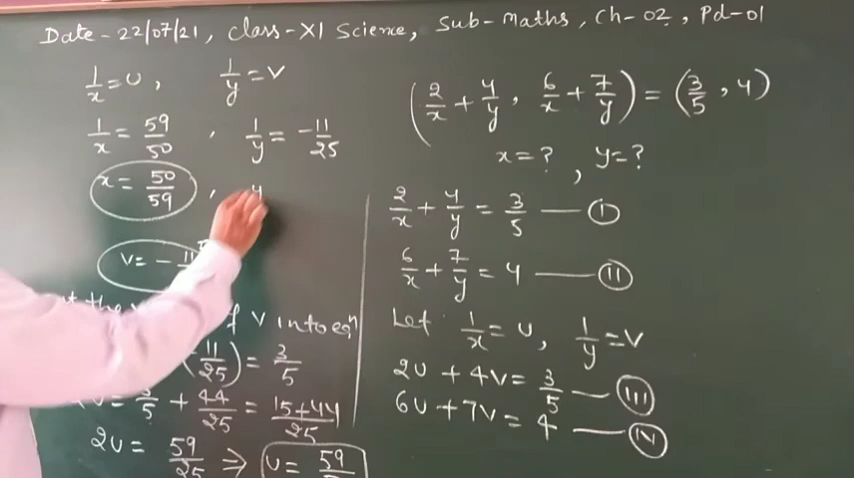 Date - 22/07/21, Class - XI Science, Sub - Maths, Ch - 02, Pd - 01
1/x = U, 1/y = V
1/x = 59/50, 1/y = -11/25
x = 50/59, y
V = - 11
of V into eqn
11/25) = 3/5
= 3/5 + 44/25 = 15+44/25
2U = 59/25 ⇒ U = 59
(2/x + 4/y, 6/x + 7/y) = (3/5, 4)
x = ?, y = ?
2/x + 4/y = 3/5 — (I)
6/x + 7/y = 4 — (II)
Let 1/x = U, 1/y = V
2U + 4V = 3/5 — (III)
6U + 7V = 4 — (IV)